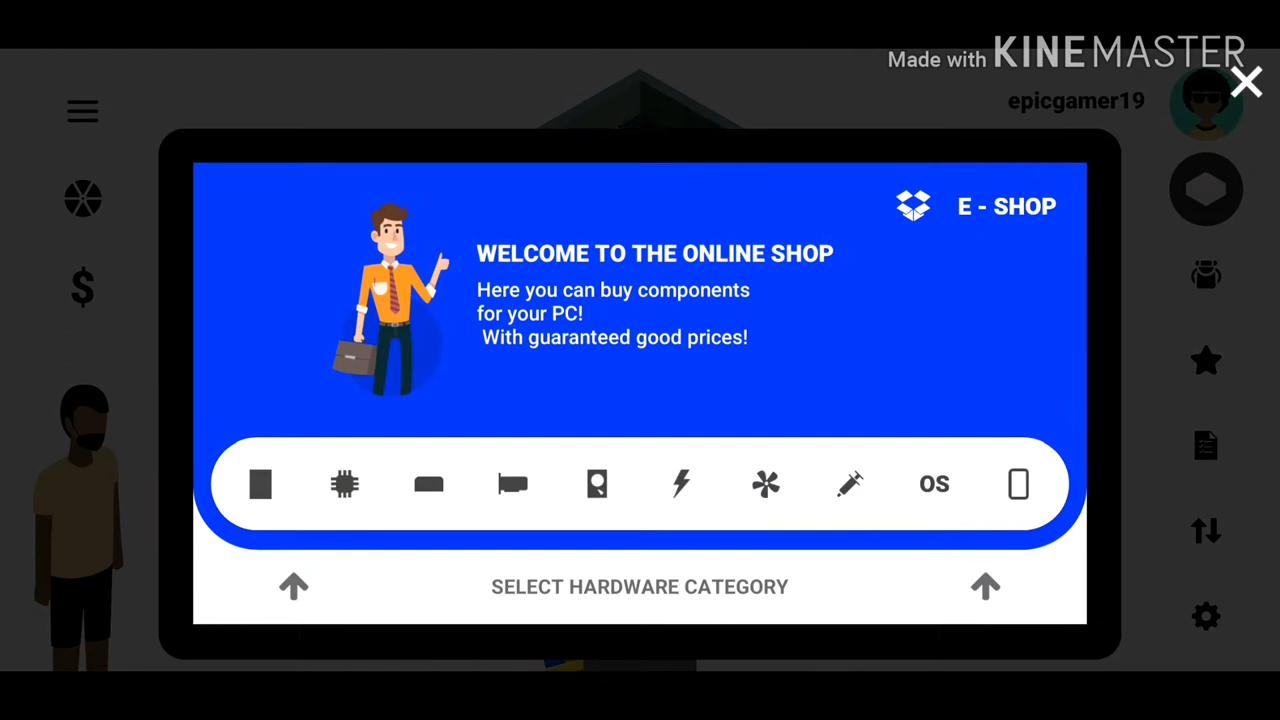 Made with KINEMASTER
epicgamer19
E - SHOP
WELCOME TO THE ONLINE SHOP
Here you can buy components
for your PC!
With guaranteed good prices!
OS
SELECT HARDWARE CATEGORY